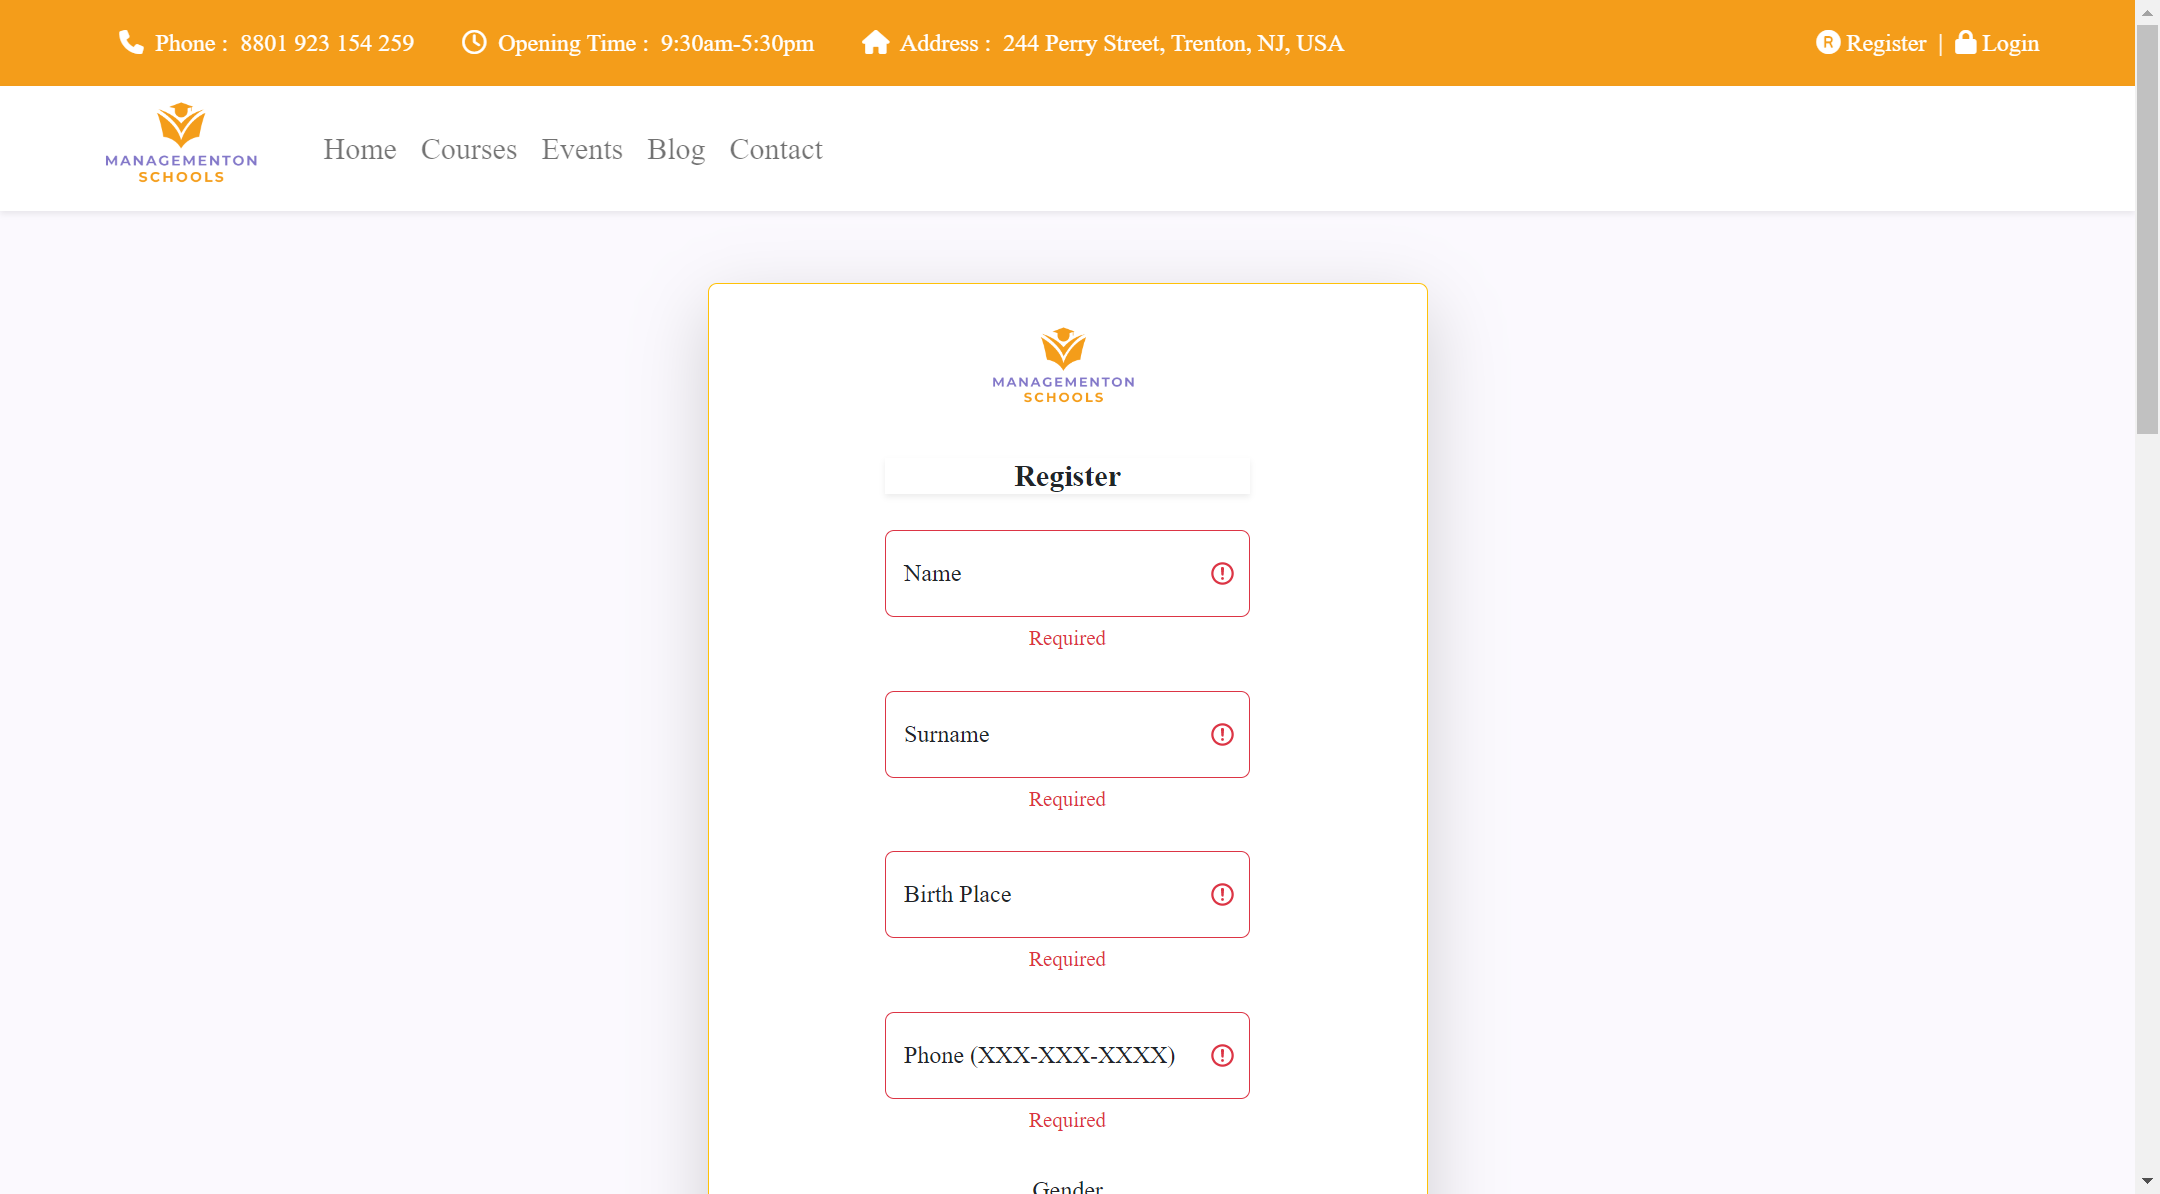 Phone : 8801 923 154 259 Opening Time : 9:30am-5:30pm Address : 244 Perry Street, Trenton, NJ, USA R Register | Login
MANAGEMENTON
SCHOOLS
Home Courses Events Blog Contact
MANAGEMENTON
SCHOOLS
Register
Name
Required
Surname
Required
Birth Place
Required
Phone (XXX-XXX-XXXX)
Required
Gender